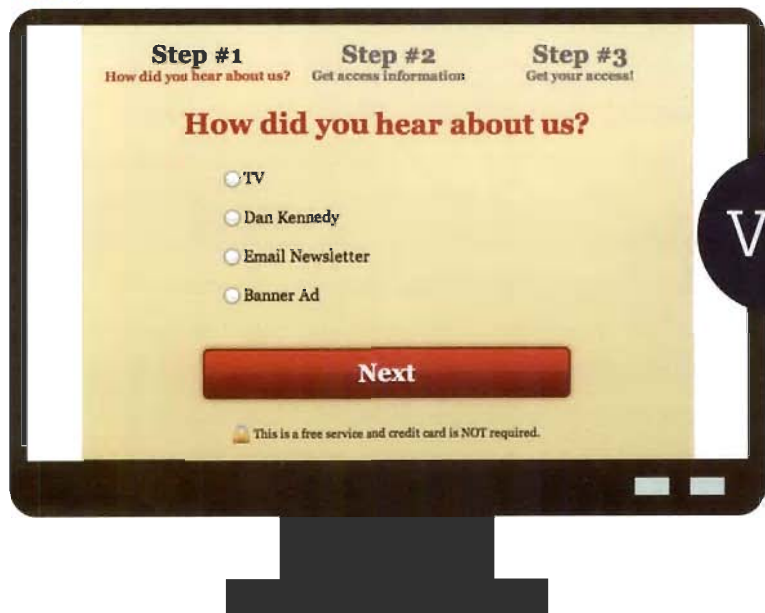 Step #1
Step #2
Step #3
How did you hear about us?
Get access information
Get your access!
How did you hear about us?
TV
Dan Kennedy
Email Newsletter
Banner Ad
V
Next
This is a free service and credit card is NOT required.